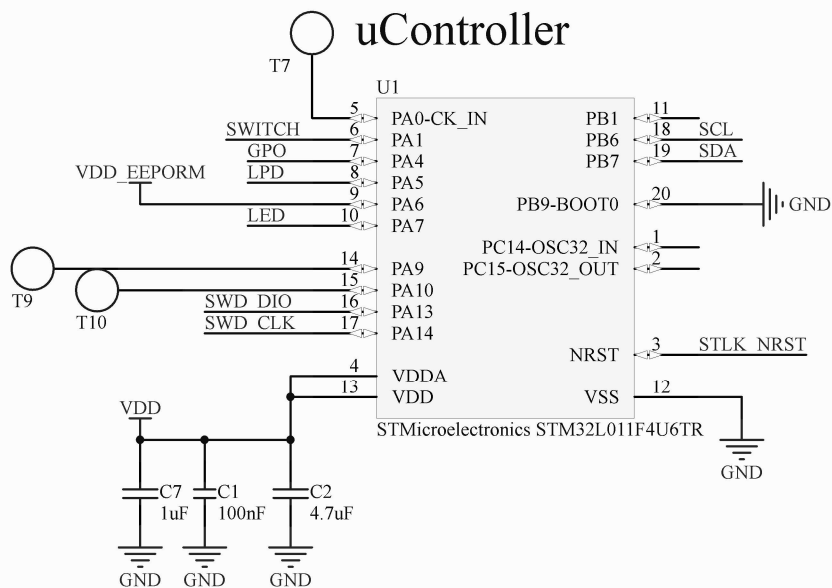 uController
T7
U1
5 PA0-CK_IN PB1 11
SWITCH 6 PA1 PB6 18 SCL
GPO 7 PA4 PB7 19 SDA
LPD 8 PA5
VDD_EEPORM 9 PA6 PB9-BOOT0 20 GND
LED 10 PA7
PC14-OSC32_IN 1
T9 14 PA9 PC15-OSC32_OUT 2
T10 15 PA10
SWD_DIO 16 PA13
SWD_CLK 17 PA14
NRST 3 STLK_NRST
4 VDDA
13 VDD VSS 12
VDD
STMicroelectronics STM32L011F4U6TR
GND
C7 C1 C2
1uF 100nF 4.7uF
GND GND GND